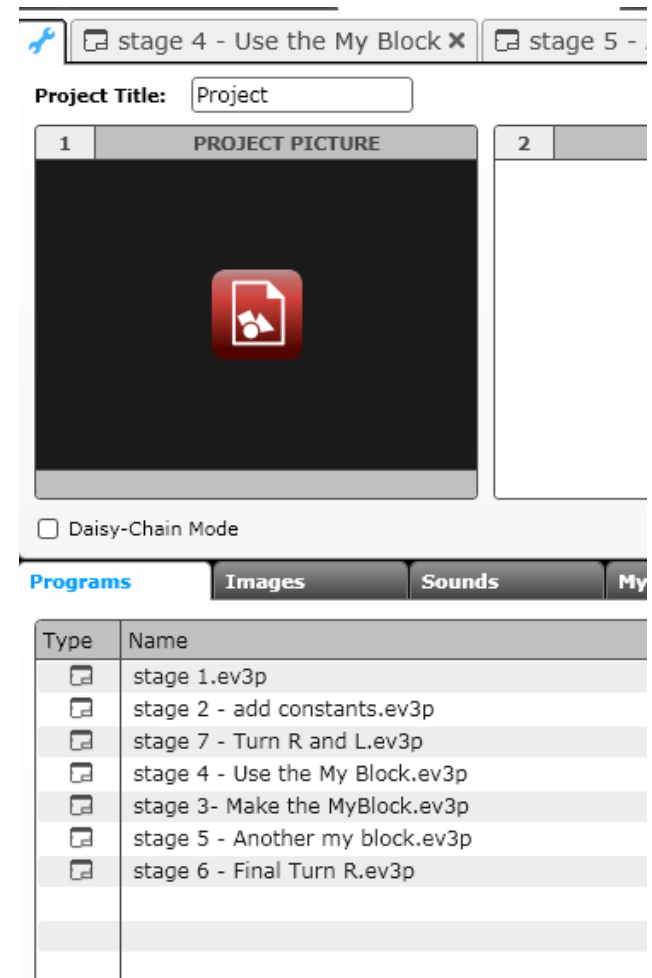 stage 4 - Use the My Block stage 5 -
Project Title: Project
1 PROJECT PICTURE 2
Daisy-Chain Mode
Programs Images Sounds My
Type Name
stage 1.ev3p
stage 2 - add constants.ev3p
stage 7 - Turn R and L.ev3p
stage 4 - Use the My Block.ev3p
stage 3- Make the MyBlock.ev3p
stage 5 - Another my block.ev3p
stage 6 - Final Turn R.ev3p